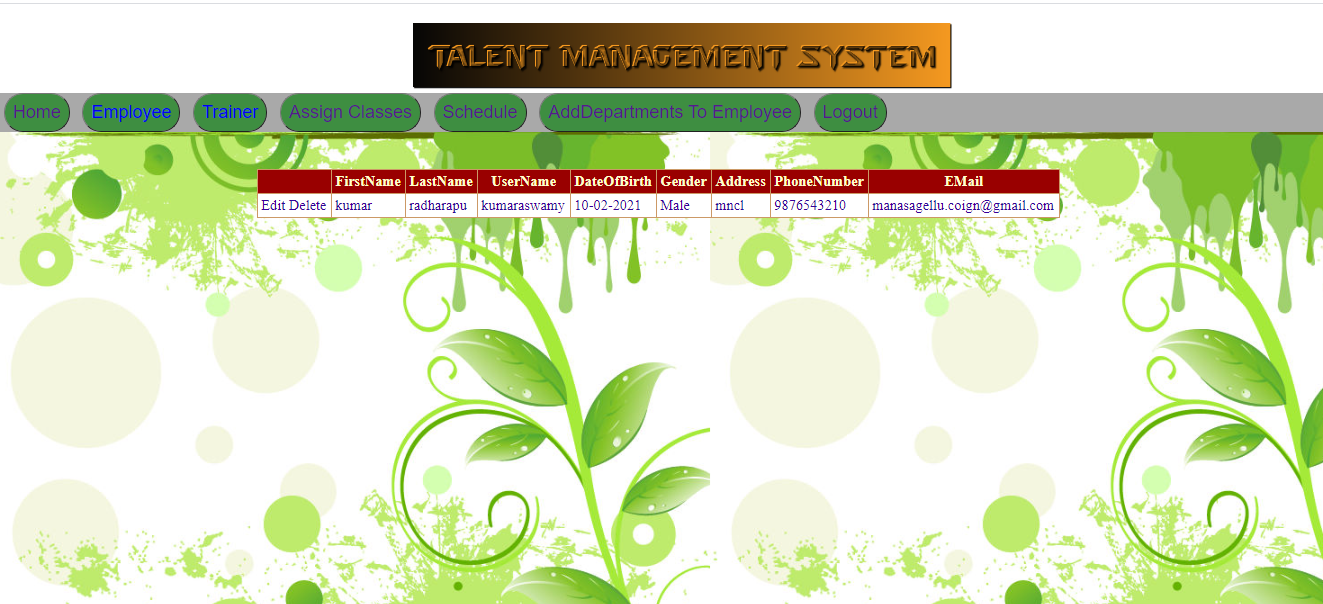 TALENT MANAGEMENT SYSTEM
Home Employee Trainer Assign Classes Schedule AddDepartments To Employee Logout
FirstName LastName UserName DateOfBirth Gender Address PhoneNumber EMail
Edit Delete kumar radharapu kumaraswamy 10-02-2021 Male mncl 9876543210 manasagellu.coign@gmail.com